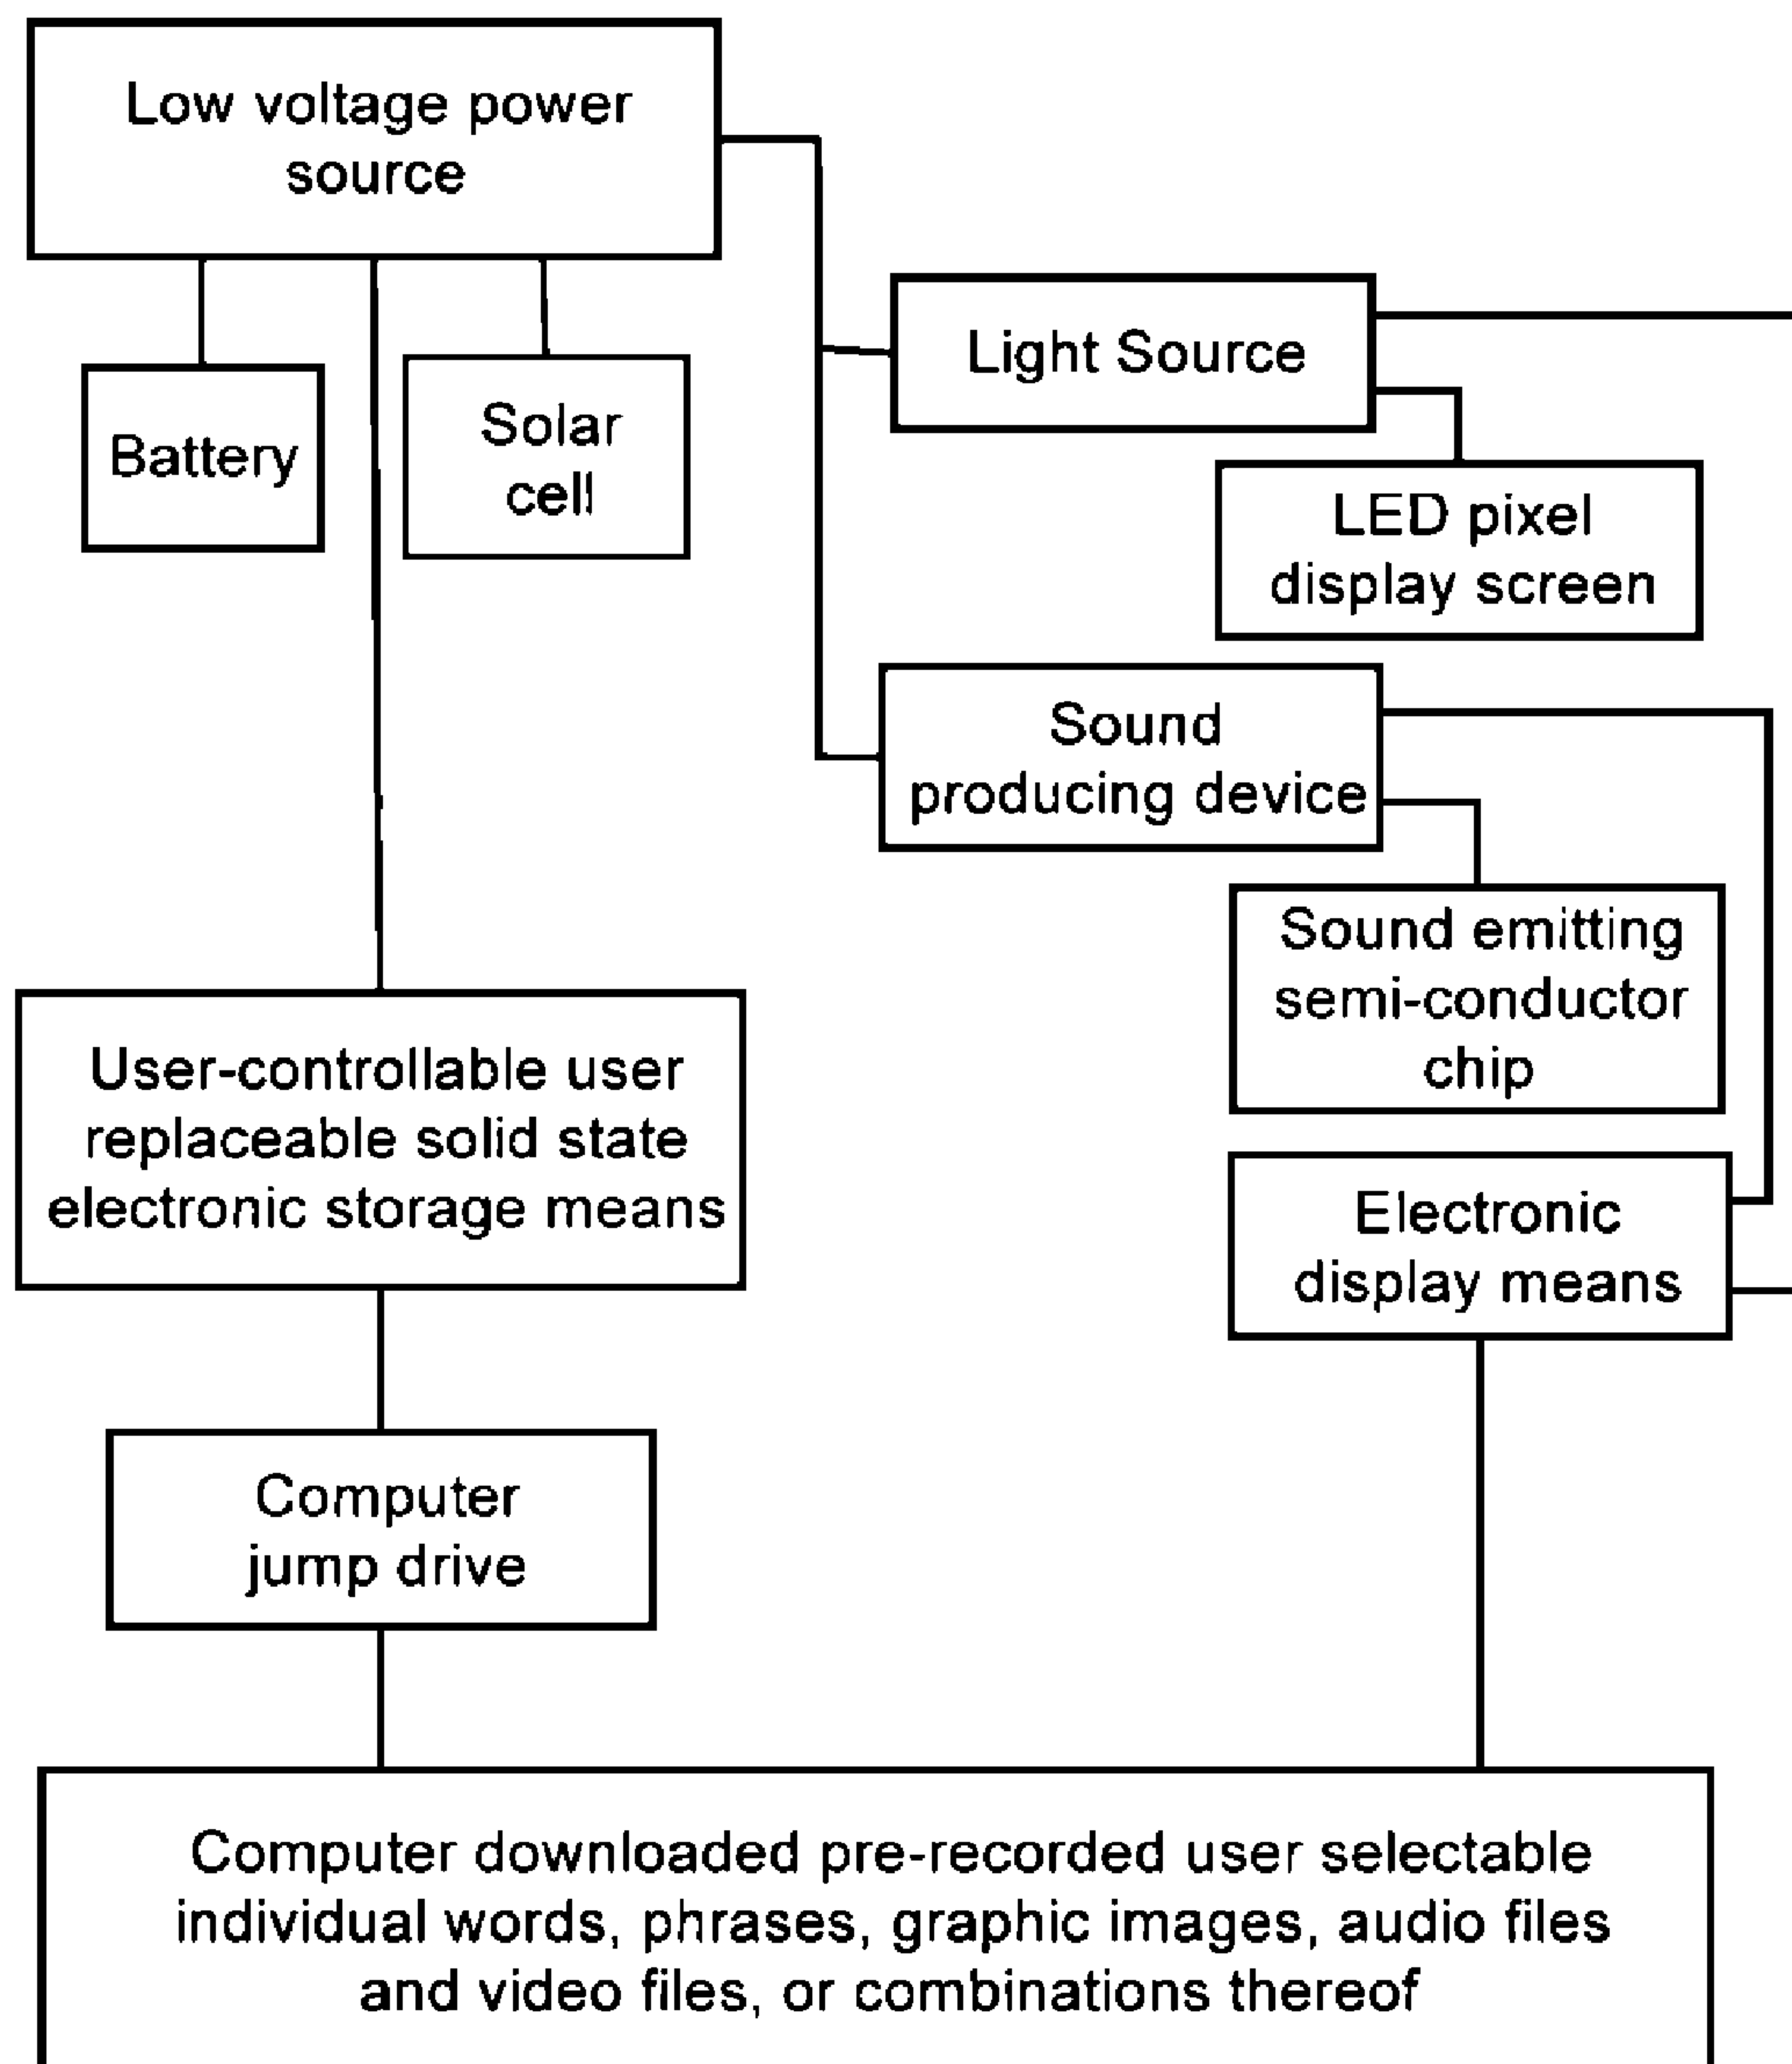 Low voltage power
source
Battery
Solar
cell
Light Source
LED pixel
display screen
Sound
producing device
Sound emitting
semi-conductor
chip
User-controllable user
replaceable solid state
electronic storage means
Electronic
display means
Computer
jump drive
Computer downloaded pre-recorded user selectable
individual words, phrases, graphic images, audio files
and video files, or combinations thereof